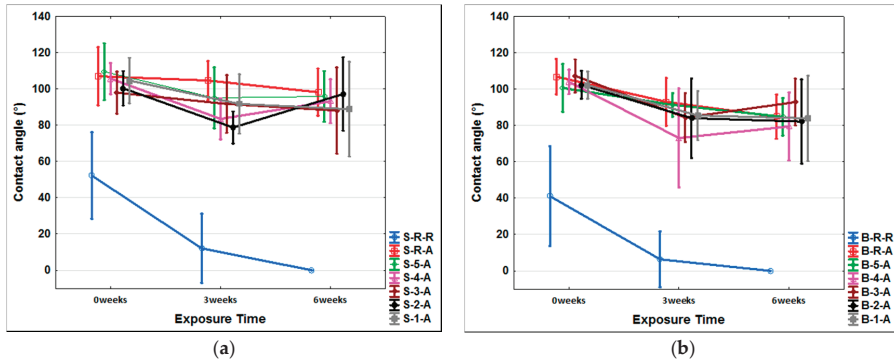 140
120
100
80
60
40
20
0
Contact angle (°)
0weeks
3weeks
6weeks
Exposure Time
S-R-R
S-R-A
S-5-A
S-4-A
S-3-A
S-2-A
S-1-A
(a)
140
120
100
80
60
40
20
0
Contact angle (°)
0weeks
3weeks
6weeks
Exposure Time
B-R-R
B-R-A
B-5-A
B-4-A
B-3-A
B-2-A
B-1-A
(b)